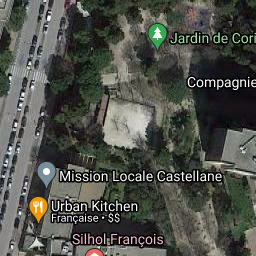 Jardin de Cori
Compagnie
Mission Locale Castellane
Urban Kitchen
Française • $$
Silhol François